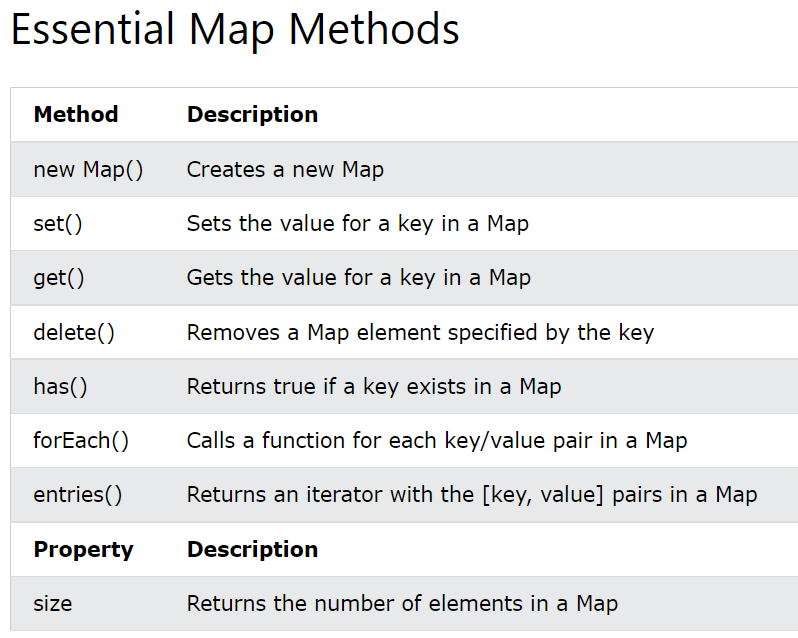 Essential Map Methods
Method Description
new Map() Creates a new Map
set() Sets the value for a key in a Map
get() Gets the value for a key in a Map
delete() Removes a Map element specified by the key
has() Returns true if a key exists in a Map
forEach() Calls a function for each key/value pair in a Map
entries() Returns an iterator with the [key, value] pairs in a Map
Property Description
size Returns the number of elements in a Map